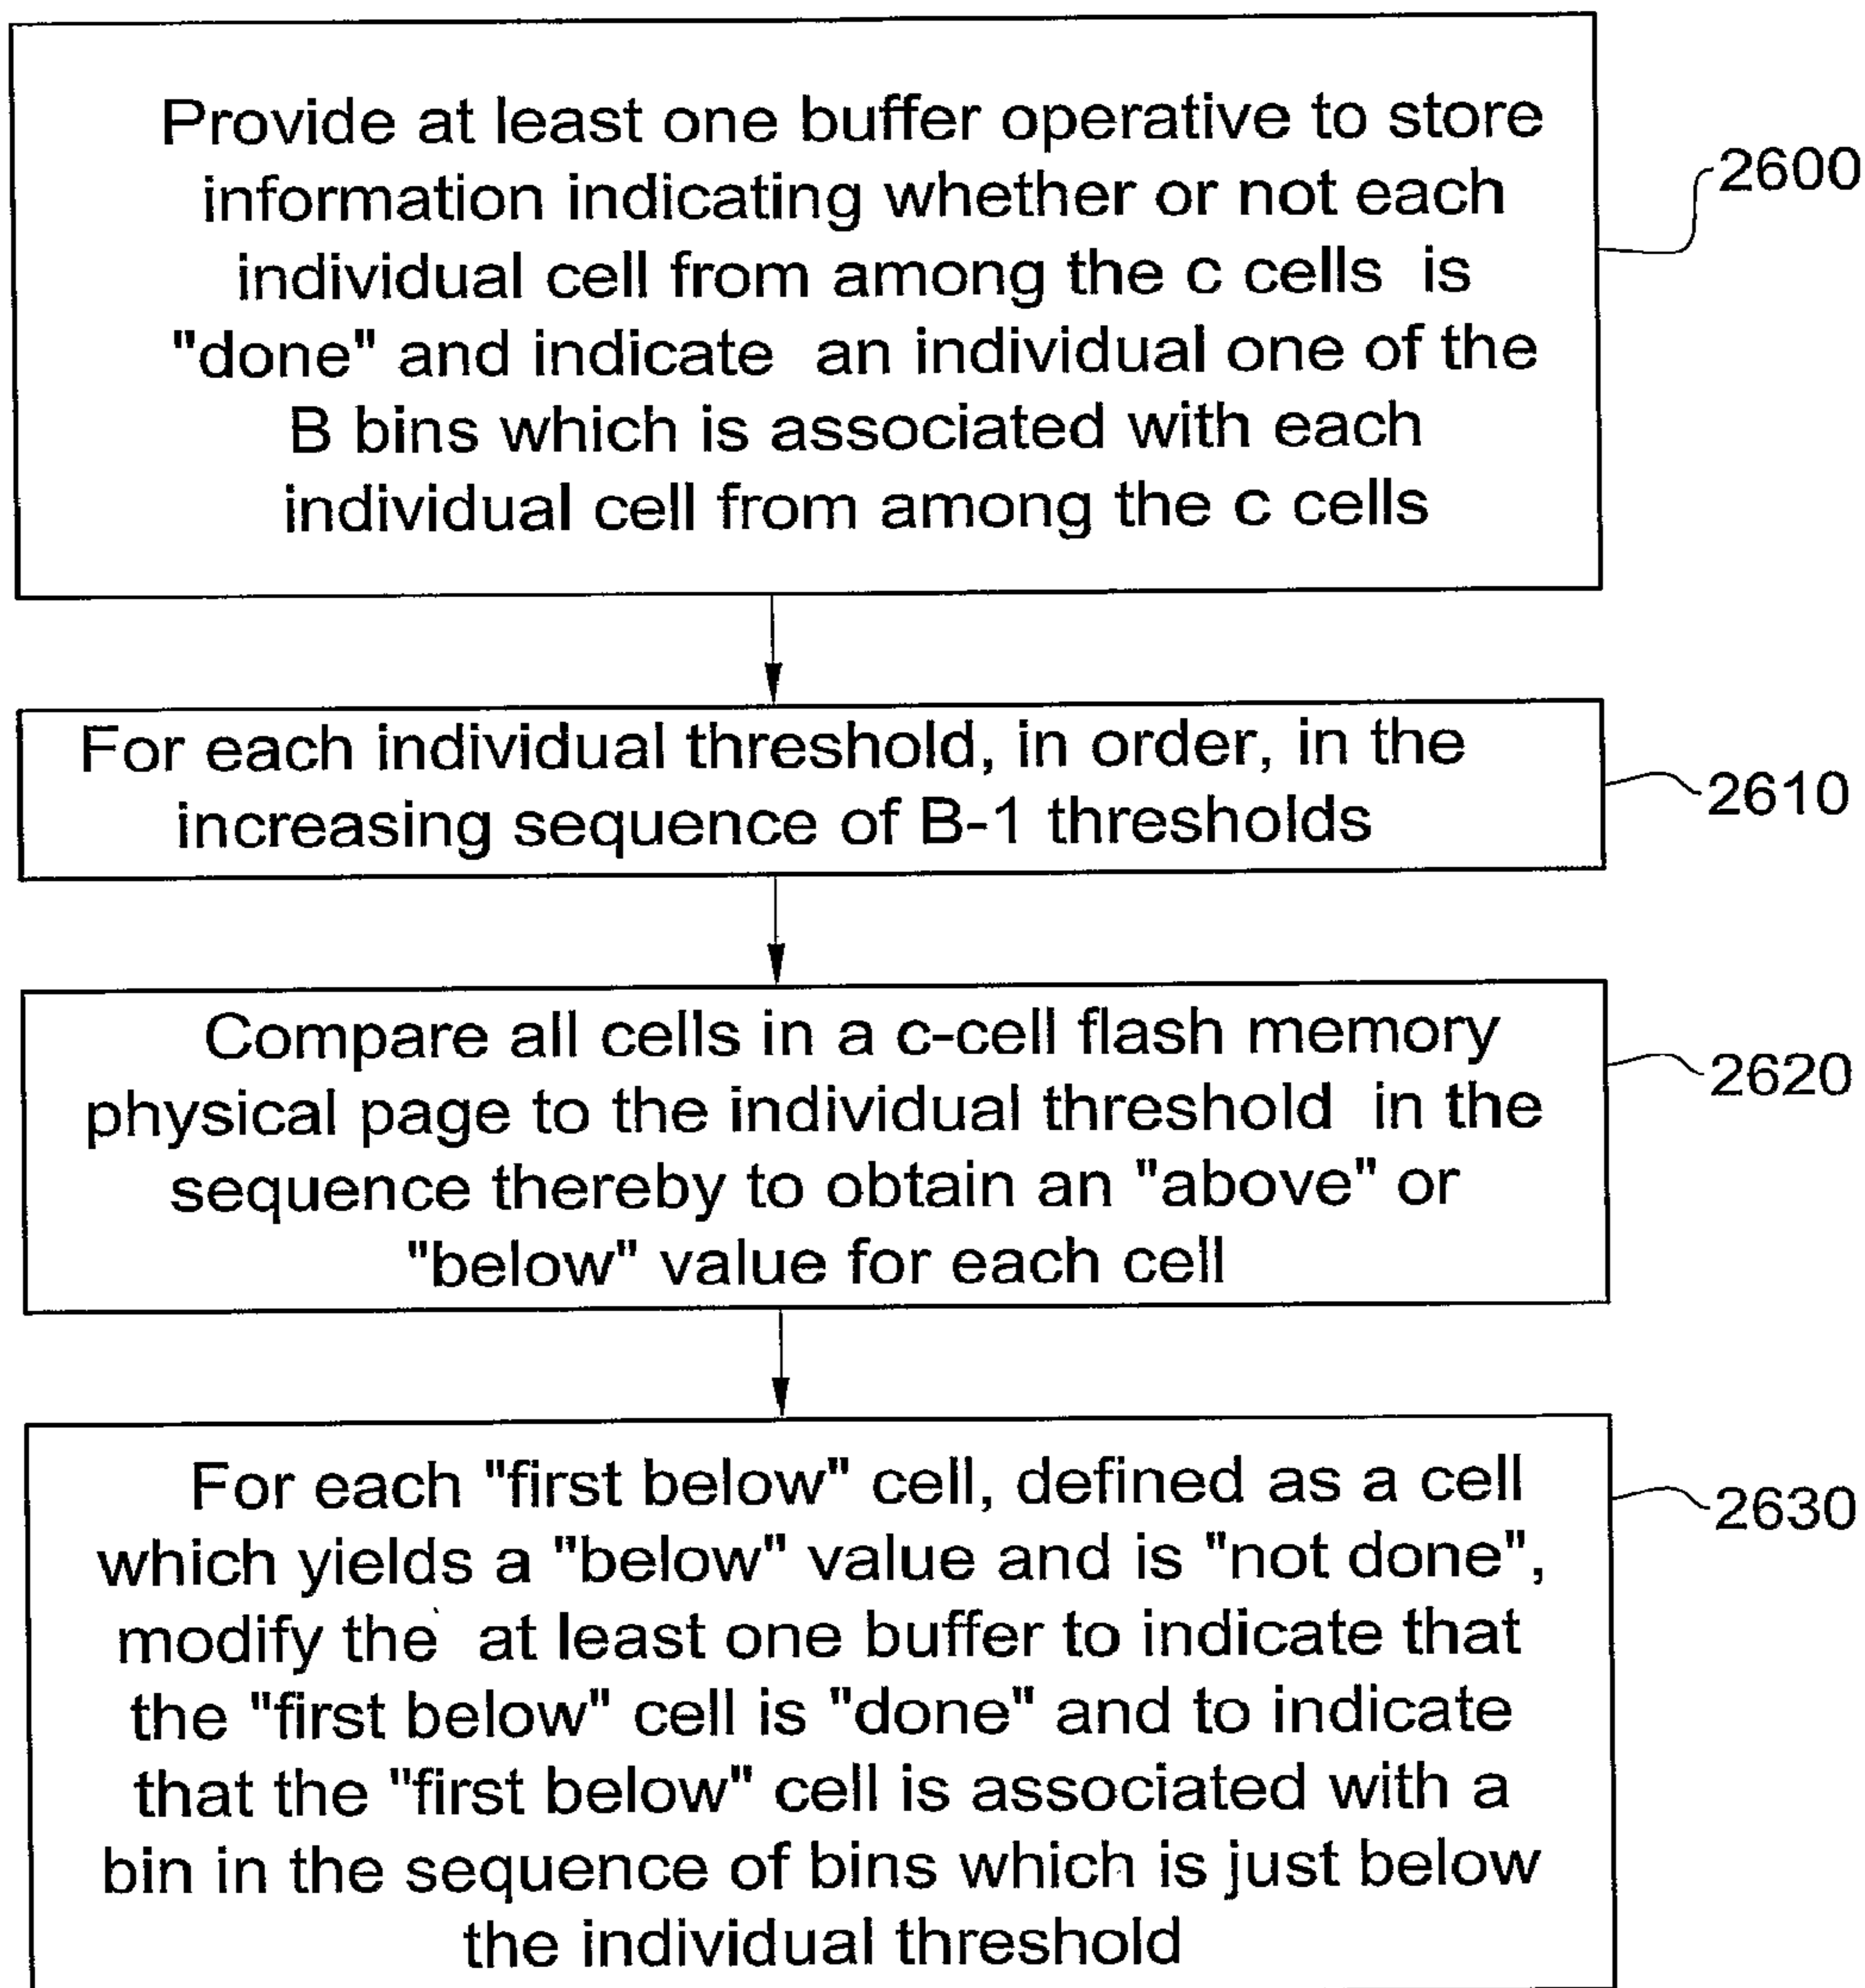 Provide at least one buffer operative to store
information indicating whether or not each
individual cell from among the c cells is
"done" and indicate an individual one of the
B bins which is associated with each
individual cell from among the c cells
2600
For each individual threshold, in order, in the
increasing sequence of B-1 thresholds
2610
Compare all cells in a c-cell flash memory
physical page to the individual threshold in the
sequence thereby to obtain an "above" or
"below" value for each cell
2620
For each "first below" cell, defined as a cell
which yields a "below" value and is "not done",
modify the at least one buffer to indicate that
the "first below" cell is "done" and to indicate
that the "first below" cell is associated with a
bin in the sequence of bins which is just below
the individual threshold
2630